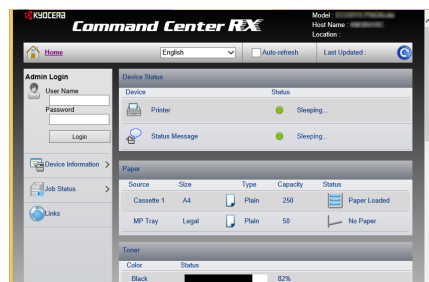 KYOCERA
Command Center RX
Model :
Host Name :
Location :
Home
English
Auto-refresh
Last Updated :
Admin Login
User Name
Password
Login
Device Information
Job Status
Links
Device Status
Device Status
Printer Sleeping...
Status Message Sleeping...
Paper
Source Size Type Capacity Status
Cassette 1 A4 Plain 250 Paper Loaded
MP Tray Legal Plain 50 No Paper
Toner
Color Status
Black 82%